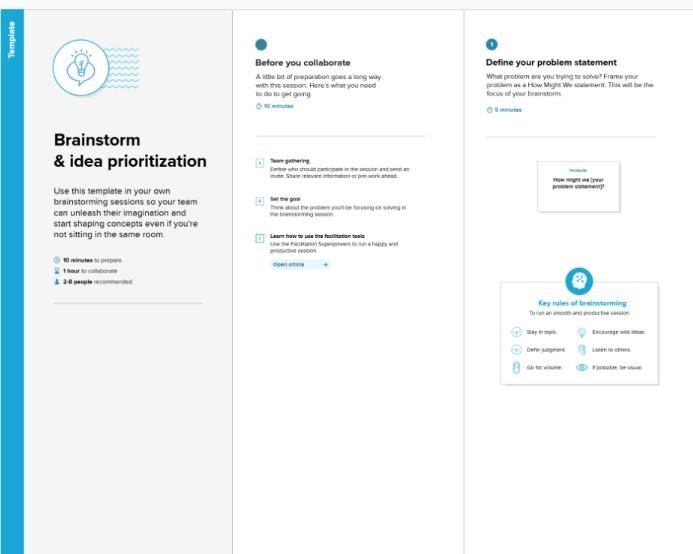 Template
Brainstorm
& idea prioritization
Use this template in your own
brainstorming sessions so your team
can unleash their imagination and
start shaping concepts even if you're
not sitting in the same room.
10 minutes to prepare
1 hour to collaborate
2-8 people recommended
Before you collaborate
A little bit of preparation goes a long way
with this session. Here's what you need
to do to get going.
10 minutes
A
Team gathering
Define who should participate in the session and send an
invite. Share relevant information or pre-work ahead.
B
Set the goal
Think about the problem you'll be focusing on solving in
the brainstorming session.
C
Learn how to use the facilitation tools
Use the Facilitation Superpowers to run a happy and
productive session.
Open article
1
Define your problem statement
What problem are you trying to solve? Frame your
problem as a How Might We statement. This will be the
focus of your brainstorm.
5 minutes
PROBLEM
How might we [your
problem statement]?
Key rules of brainstorming
To run an smooth and productive session
Stay in topic.
Encourage wild ideas.
Defer judgment.
Listen to others.
Go for volume.
If possible, be visual.